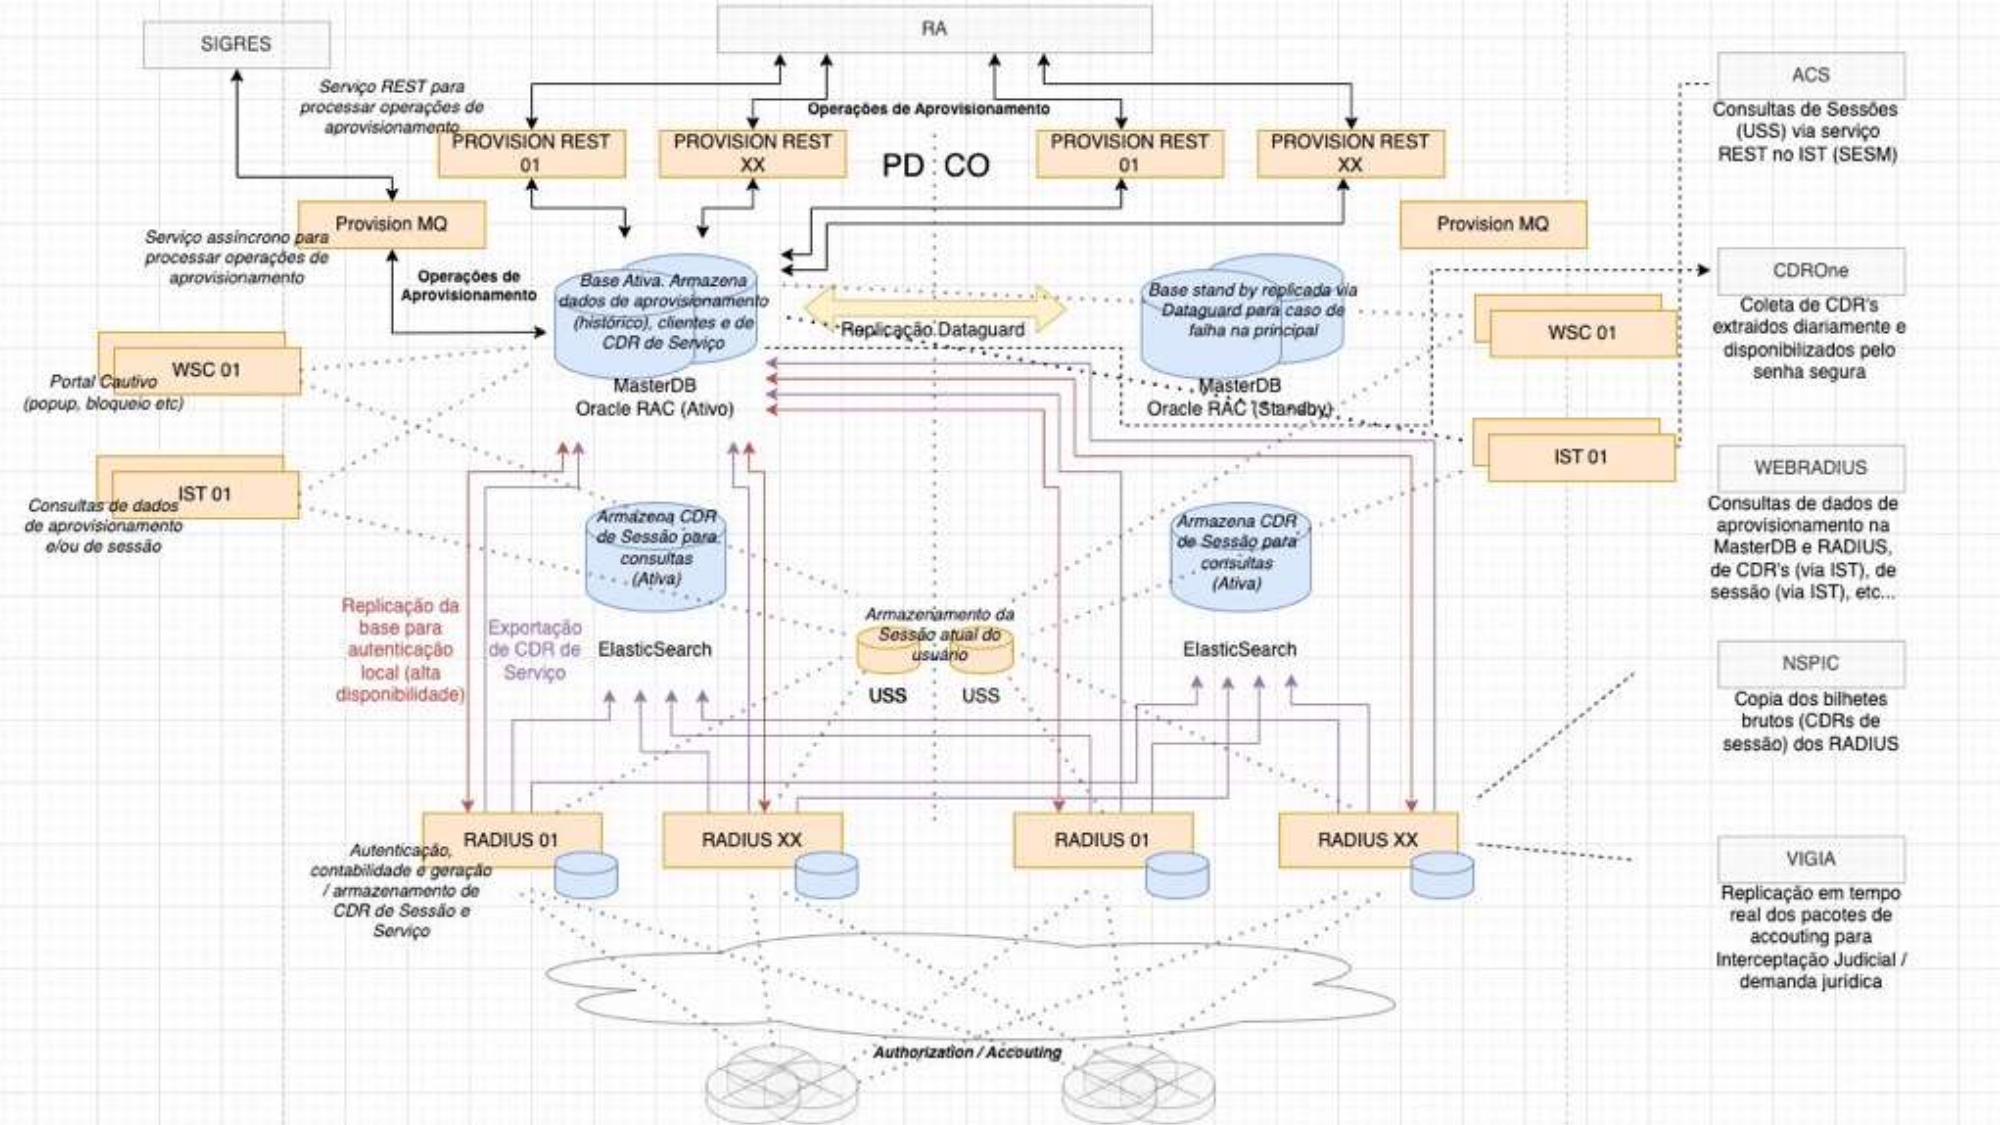 SIGRES
RA
Serviço REST para
processar operações de
aprovisionamento
Operações de Aprovisionamento
PROVISION REST
01
PROVISION REST
XX
PD
CO
PROVISION REST
01
PROVISION REST
XX
Provision MQ
Provision MQ
Serviço assíncrono para
processar operações de
aprovisionamento
Operações de
Aprovisionamento
Base Ativa. Armazena
dados de aprovisionamento
(histórico), clientes e de
CDR de Serviço
MasterDB
Oracle RAC (Ativo)
Replicação Dataguard
Base stand by replicada via
Dataguard para caso de
falha na principal
MasterDB
Oracle RAC (Standby)
WSC 01
Portal Cautivo
(popup, bloqueio etc)
IST 01
Consultas de dados
de aprovisionamento
e/ou de sessão
WSC 01
IST 01
Armazena CDR
de Sessão para
consultas
(Ativa)
ElasticSearch
Armazena CDR
de Sessão para
consultas
(Ativa)
ElasticSearch
Armazenamento da
Sessão atual do
usuário
USS
USS
Replicação da
base para
autenticação
local (alta
disponibilidade)
Exportação
de CDR de
Serviço
RADIUS 01
RADIUS XX
RADIUS 01
RADIUS XX
Autenticação,
contabilidade e geração
/ armazenamento de
CDR de Sessão e
Serviço
Authorization / Accouting
ACS
Consultas de Sessões
(USS) via serviço
REST no IST (SESM)
CDROne
Coleta de CDR's
extraidos diariamente e
disponibilizados pelo
senha segura
WEBRADIUS
Consultas de dados de
aprovisionamento na
MasterDB e RADIUS,
de CDR's (via IST), de
sessão (via IST), etc...
NSPIC
Copia dos bilhetes
brutos (CDRs de
sessão) dos RADIUS
VIGIA
Replicação em tempo
real dos pacotes de
accouting para
Interceptação Judicial /
demanda jurídica